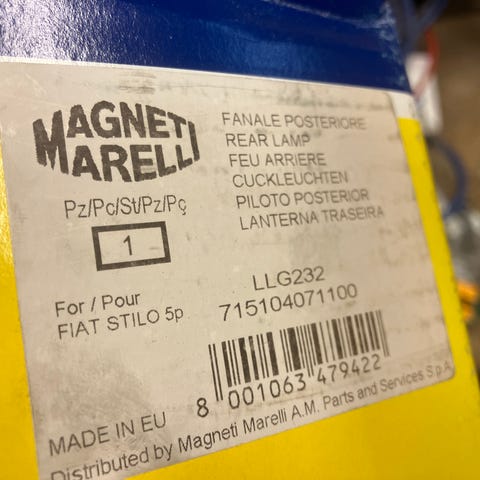 MAGNETI
MARELLI
Pz/Pc/St/Pz/Pç
1
For / Pour
FIAT STILO 5p
FANALE POSTERIORE
REAR LAMP
FEU ARRIERE
CUCKLEUCHTEN
PILOTO POSTERIOR
LANTERNA TRASEIRA
LLG232
715104071100
8 001063 479422
MADE IN EU
Distributed by Magneti Marelli A.M. Parts and Services S.p.A.